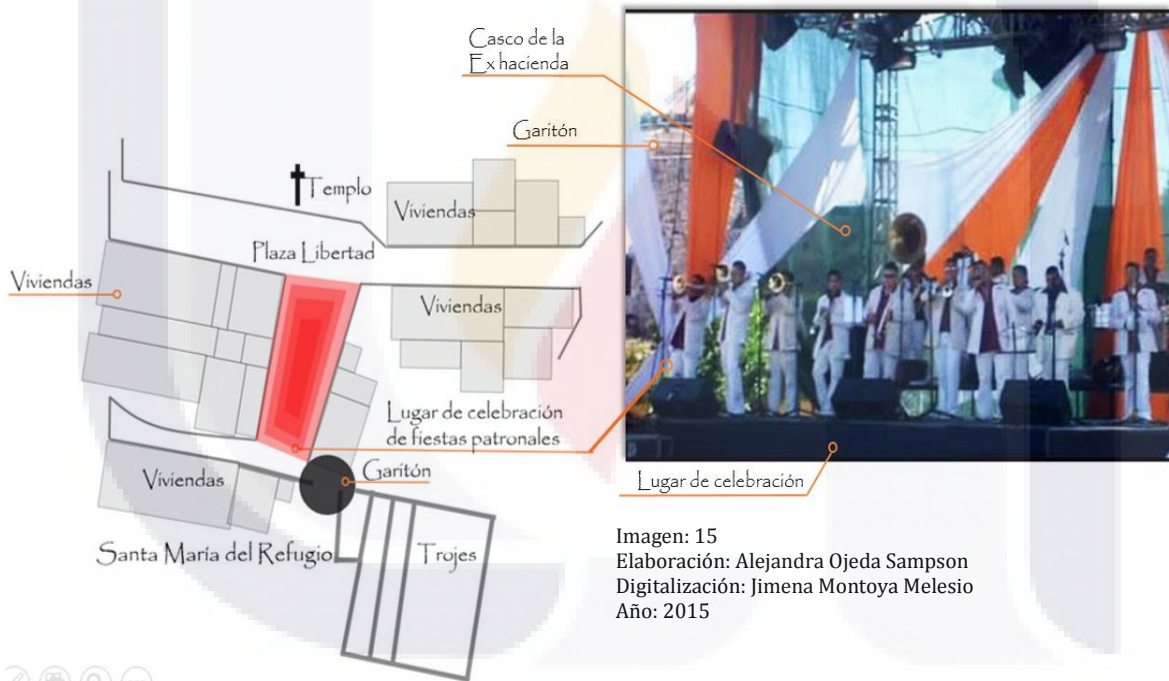 Casco de la
Ex hacienda
Garitón
Templo
Viviendas
Plaza Libertad
Viviendas
Viviendas
Lugar de celebración
de fiestas patronales
Garitón
Viviendas
Lugar de celebración
Santa María del Refugio
Trojes
Imagen: 15
Elaboración: Alejandra Ojeda Sampson
Digitalización: Jimena Montoya Melesio
Año: 2015